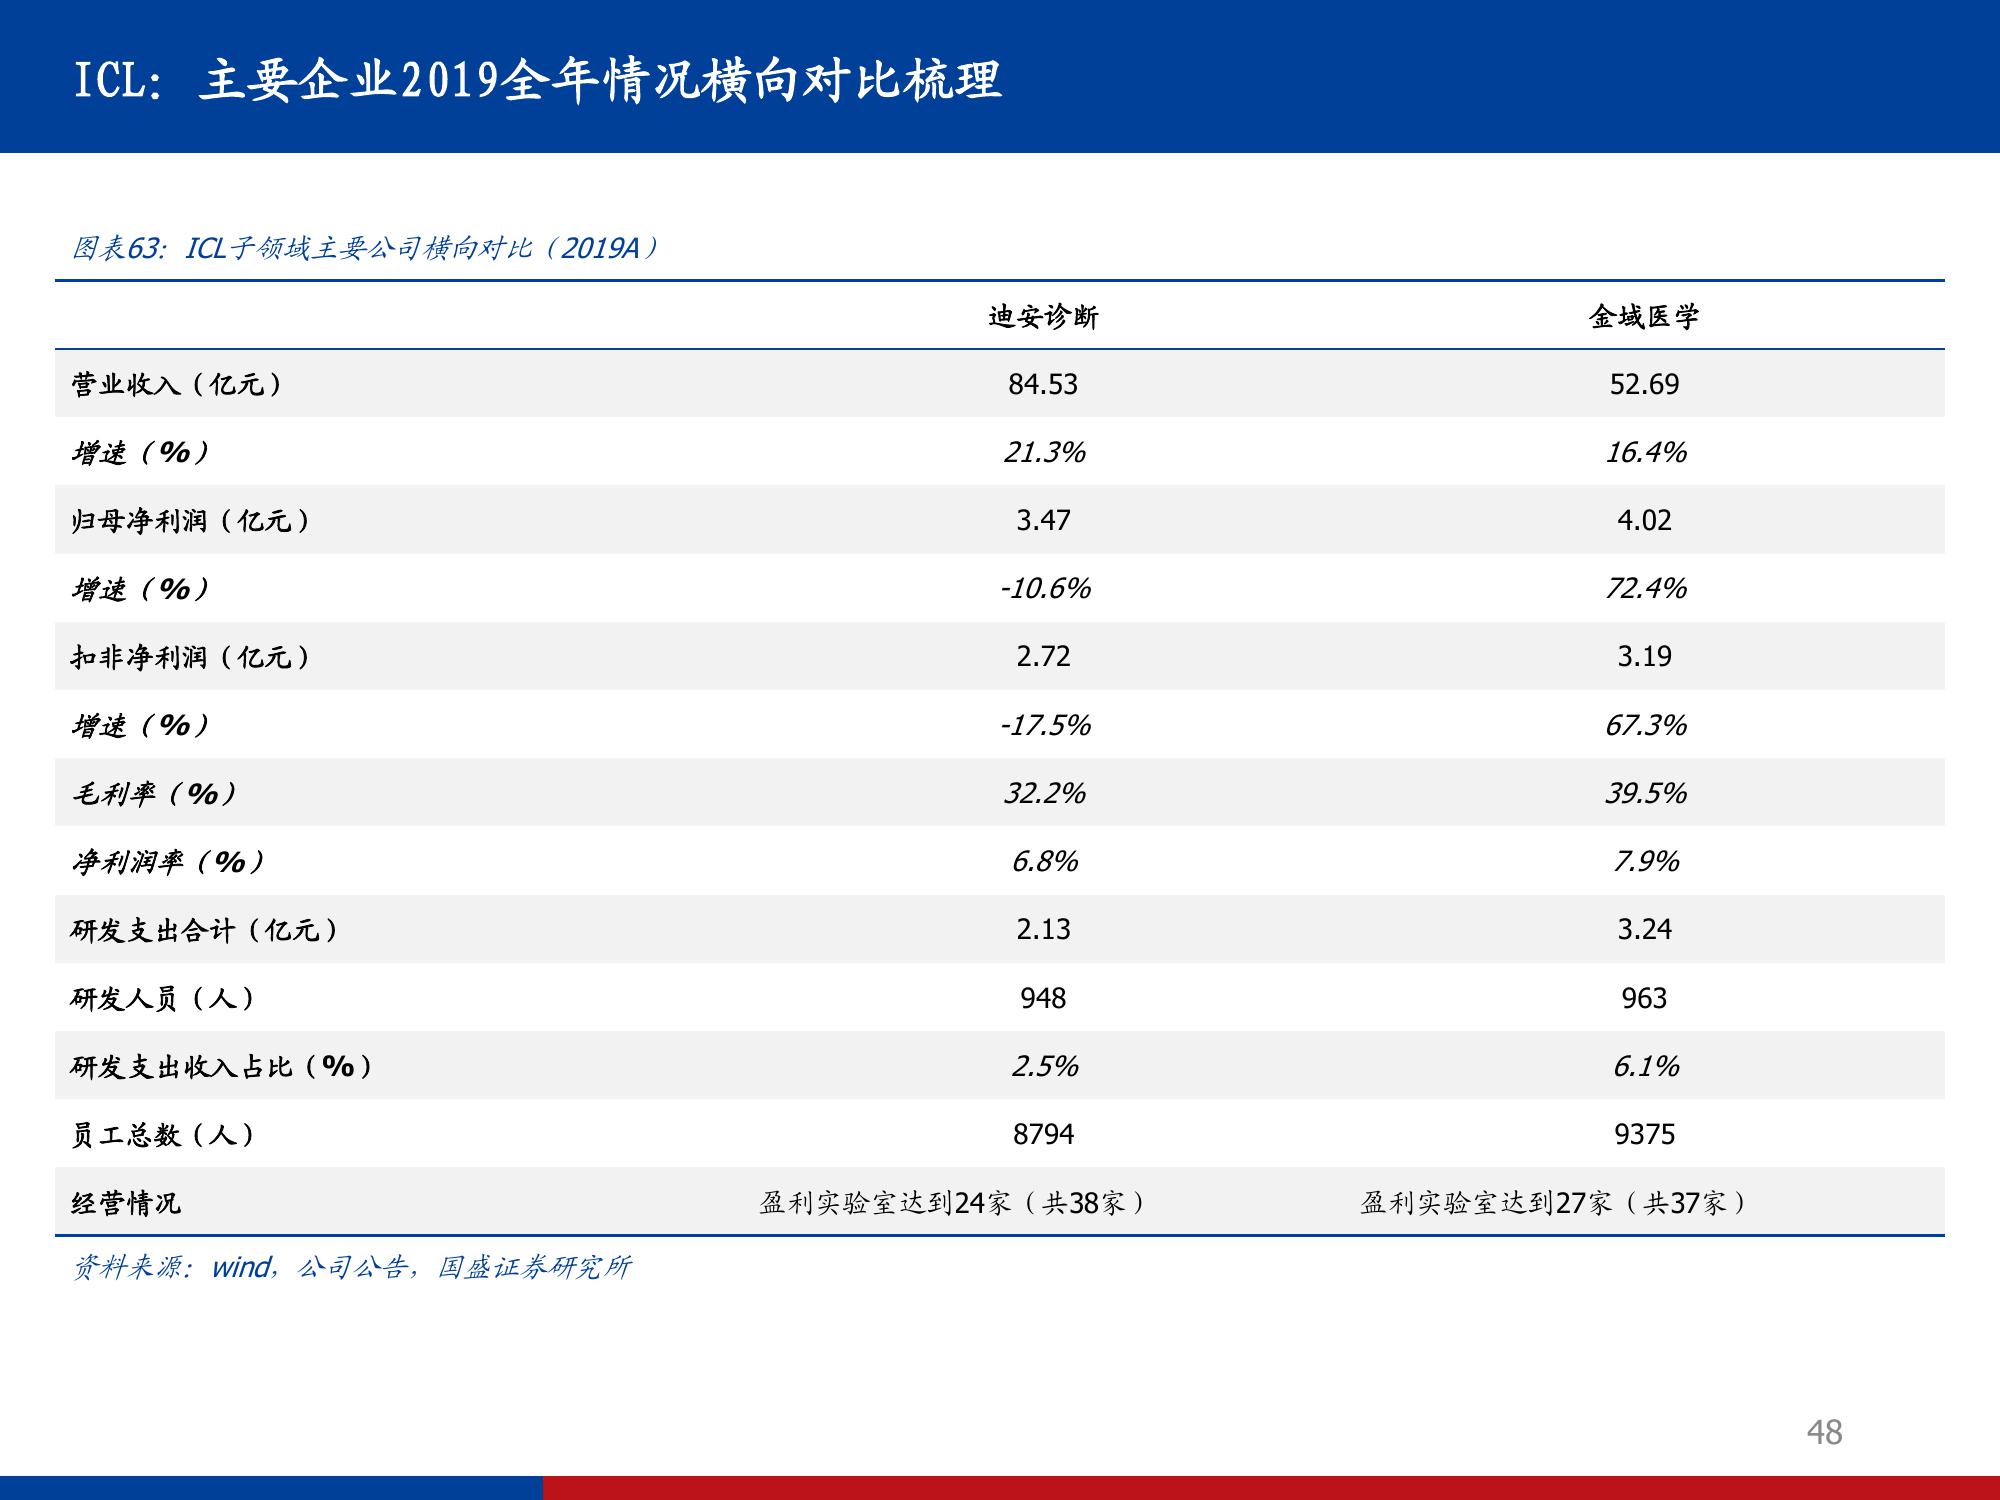 ICL：主要企业2019全年情况横向对比梳理
图表63：ICL子领域主要公司横向对比（2019A）
迪安诊断 金域医学
营业收入（亿元） 84.53 52.69
增速（%） 21.3% 16.4%
归母净利润（亿元） 3.47 4.02
增速（%） -10.6% 72.4%
扣非净利润（亿元） 2.72 3.19
增速（%） -17.5% 67.3%
毛利率（%） 32.2% 39.5%
净利润率（%） 6.8% 7.9%
研发支出合计（亿元） 2.13 3.24
研发人员（人） 948 963
研发支出收入占比（%） 2.5% 6.1%
员工总数（人） 8794 9375
经营情况 盈利实验室达到24家（共38家） 盈利实验室达到27家（共37家）
资料来源：wind，公司公告，国盛证券研究所
48